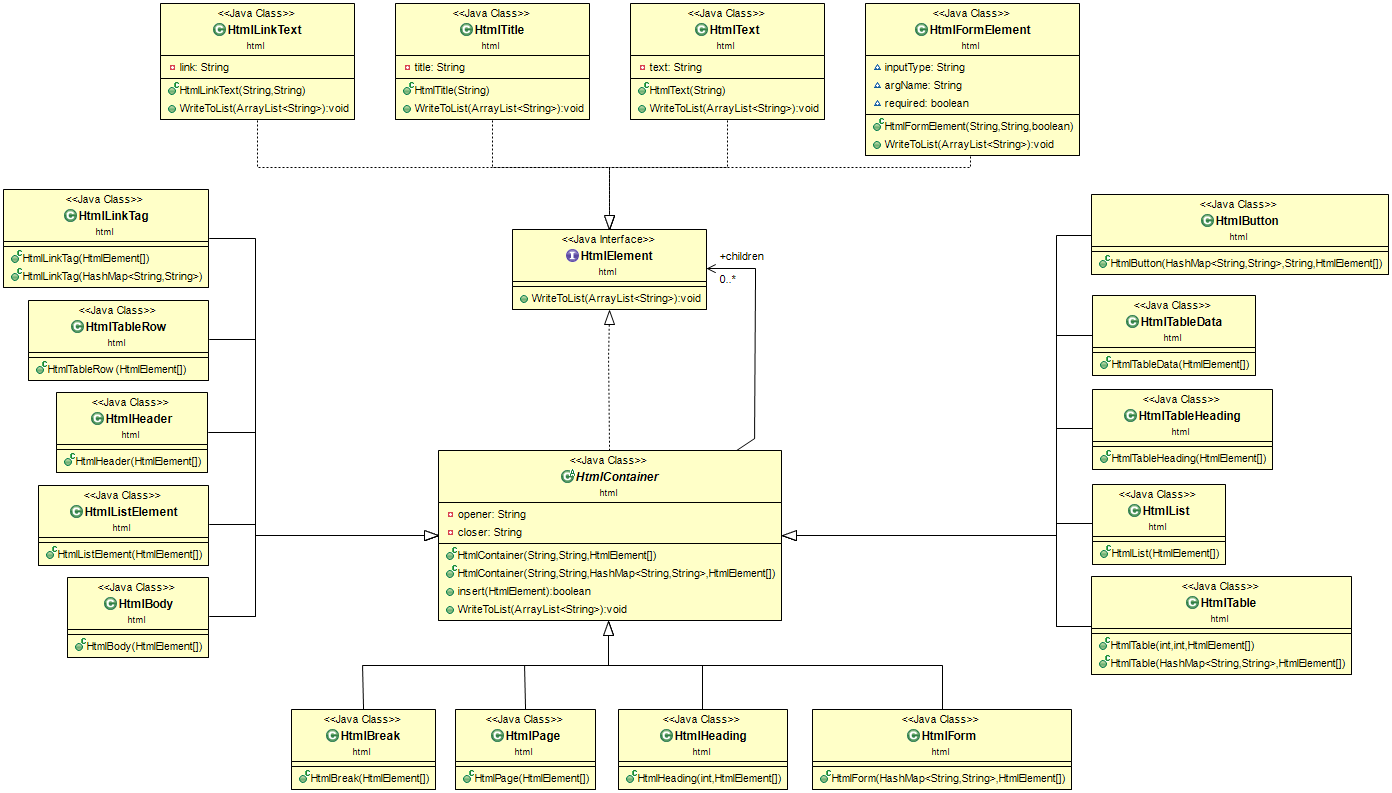 <<Java Class>>
HtmlLinkText
html
link: String
HtmlLinkText(String,String)
WriteToList(ArrayList<String>):void
<<Java Class>>
HtmlTitle
html
title: String
HtmlTitle(String)
WriteToList(ArrayList<String>):void
<<Java Class>>
HtmlText
html
text: String
HtmlText(String)
WriteToList(ArrayList<String>):void
<<Java Class>>
HtmlFormElement
html
inputType: String
argName: String
required: boolean
HtmlFormElement(String,String,boolean)
WriteToList(ArrayList<String>):void
<<Java Class>>
HtmlLinkTag
html
HtmlLinkTag(HtmlElement[])
HtmlLinkTag(HashMap<String,String>)
<<Java Class>>
HtmlTableRow
html
HtmlTableRow (HtmlElement[])
<<Java Class>>
HtmlHeader
html
HtmlHeader(HtmlElement[])
<<Java Class>>
HtmlListElement
html
HtmlListElement(HtmlElement[])
<<Java Class>>
HtmlBody
html
HtmlBody(HtmlElement[])
<<Java Interface>>
HtmlElement
html
WriteToList(ArrayList<String>):void
+children
0..*
<<Java Class>>
HtmlContainer
html
opener: String
closer: String
HtmlContainer(String,String,HtmlElement[])
HtmlContainer(String,String,HashMap<String,String>,HtmlElement[])
insert(HtmlElement):boolean
WriteToList(ArrayList<String>):void
<<Java Class>>
HtmlButton
html
HtmlButton(HashMap<String,String>,String,HtmlElement[])
<<Java Class>>
HtmlTableData
html
HtmlTableData(HtmlElement[])
<<Java Class>>
HtmlTableHeading
html
HtmlTableHeading(HtmlElement[])
<<Java Class>>
HtmlList
html
HtmlList(HtmlElement[])
<<Java Class>>
HtmlTable
html
HtmlTable(int,int,HtmlElement[])
HtmlTable(HashMap<String,String>,HtmlElement[])
<<Java Class>>
HtmlBreak
html
HtmlBreak(HtmlElement[])
<<Java Class>>
HtmlPage
html
HtmlPage(HtmlElement[])
<<Java Class>>
HtmlHeading
html
HtmlHeading(int,HtmlElement[])
<<Java Class>>
HtmlForm
html
HtmlForm(HashMap<String,String>,HtmlElement[])